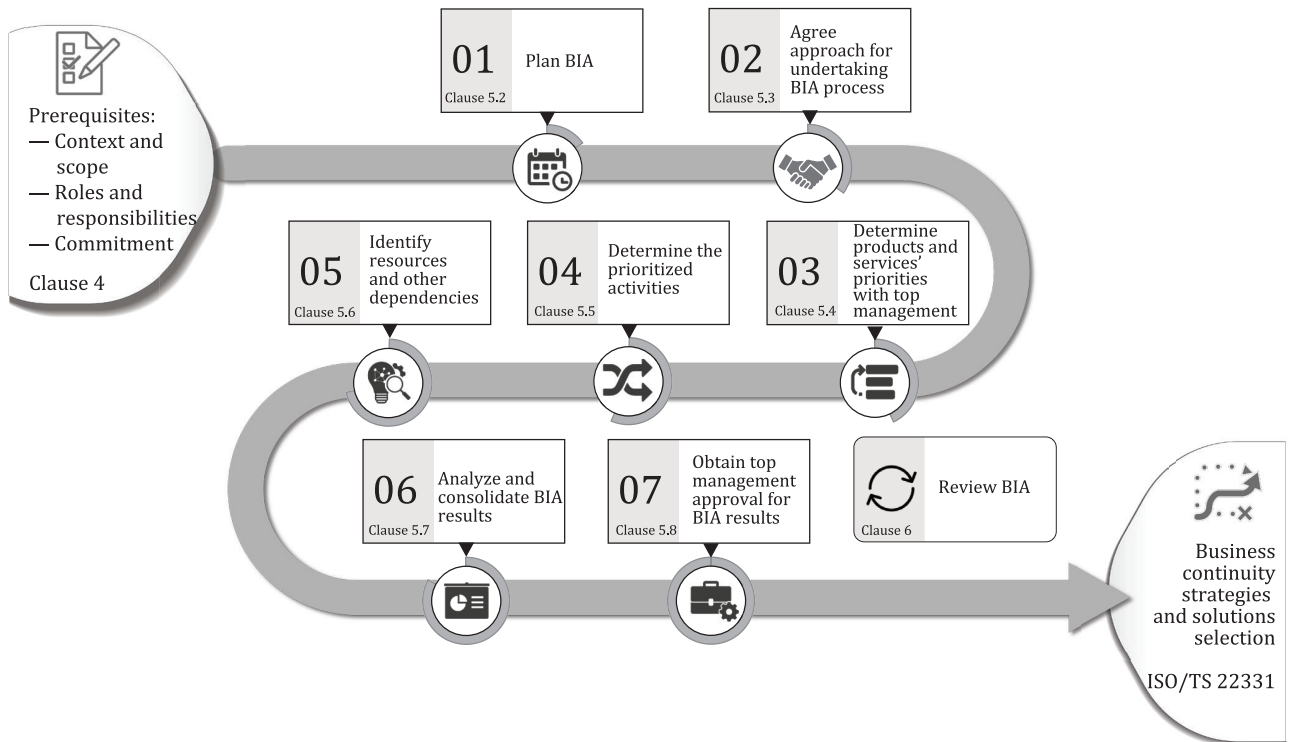 Prerequisites:
— Context and
scope
— Roles and
responsibilities
— Commitment
Clause 4
01
Clause 5.2
Plan BIA
02
Clause 5.3
Agree
approach for
undertaking
BIA process
03
Clause 5.4
Determine
products and
services’
priorities
with top
management
04
Clause 5.5
Determine the
prioritized
activities
05
Clause 5.6
Identify
resources
and other
dependencies
06
Clause 5.7
Analyze and
consolidate BIA
results
07
Clause 5.8
Obtain top
management
approval for
BIA results
Clause 6
Review BIA
Business
continuity
strategies
and solutions
selection
ISO/TS 22331